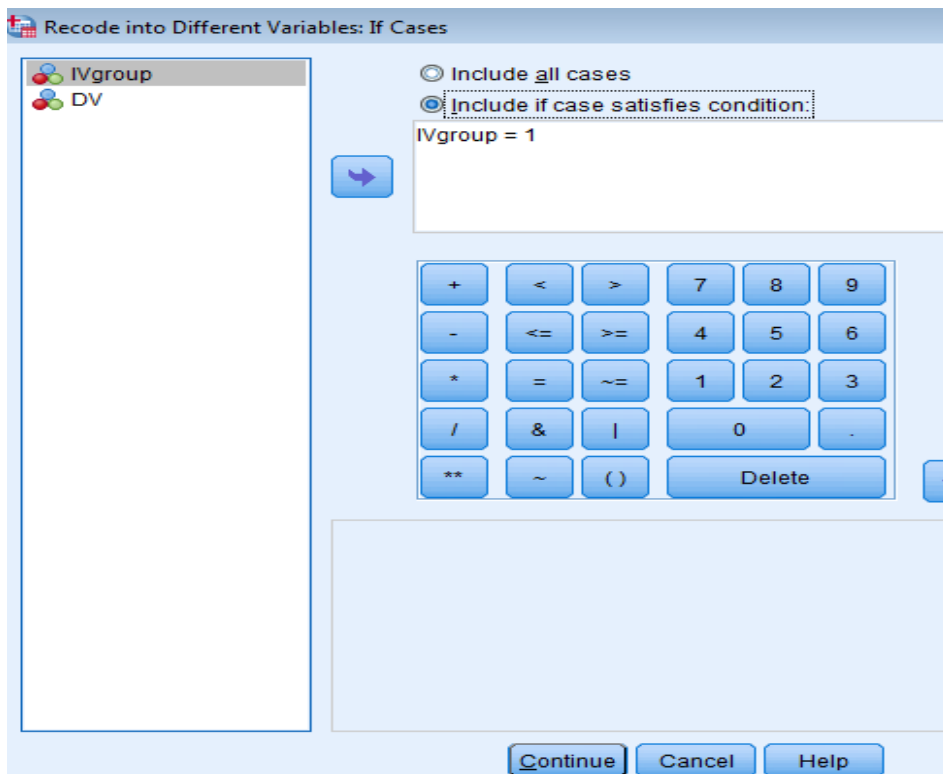 Recode into Different Variables: If Cases
IVgroup
DV
Include all cases
Include if case satisfies condition:
IVgroup = 1
+ < > 7 8 9
- <= >= 4 5 6
* = ~= 1 2 3
/ & | 0 .
** ~ ( ) Delete
Continue Cancel Help